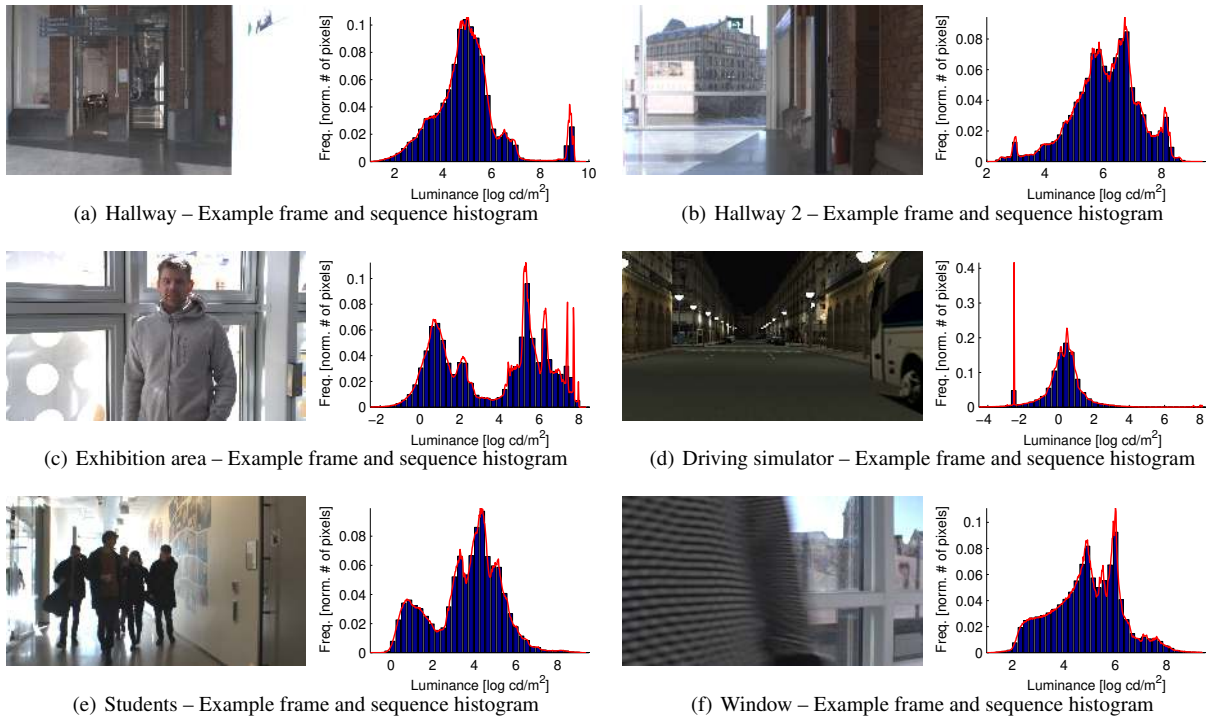 Freq. [norm. # of pixels]
0.1
0.08
0.06
0.04
0.02
0
2 4 6 8 10
Luminance [log cd/m²]
(a) Hallway – Example frame and sequence histogram
Freq. [norm. # of pixels]
0.1
0.08
0.06
0.04
0.02
0
2 4 6 8
Luminance [log cd/m²]
(b) Hallway 2 – Example frame and sequence histogram
Freq. [norm. # of pixels]
0.1
0.08
0.06
0.04
0.02
0
−2 0 2 4 6 8
Luminance [log cd/m²]
(c) Exhibition area – Example frame and sequence histogram
Freq. [norm. # of pixels]
0.4
0.3
0.2
0.1
0
−4 −2 0 2 4 6 8
Luminance [log cd/m²]
(d) Driving simulator – Example frame and sequence histogram
Freq. [norm. # of pixels]
0.1
0.08
0.06
0.04
0.02
0
0 2 4 6 8
Luminance [log cd/m²]
(e) Students – Example frame and sequence histogram
Freq. [norm. # of pixels]
0.1
0.08
0.06
0.04
0.02
0
2 4 6 8
Luminance [log cd/m²]
(f) Window – Example frame and sequence histogram